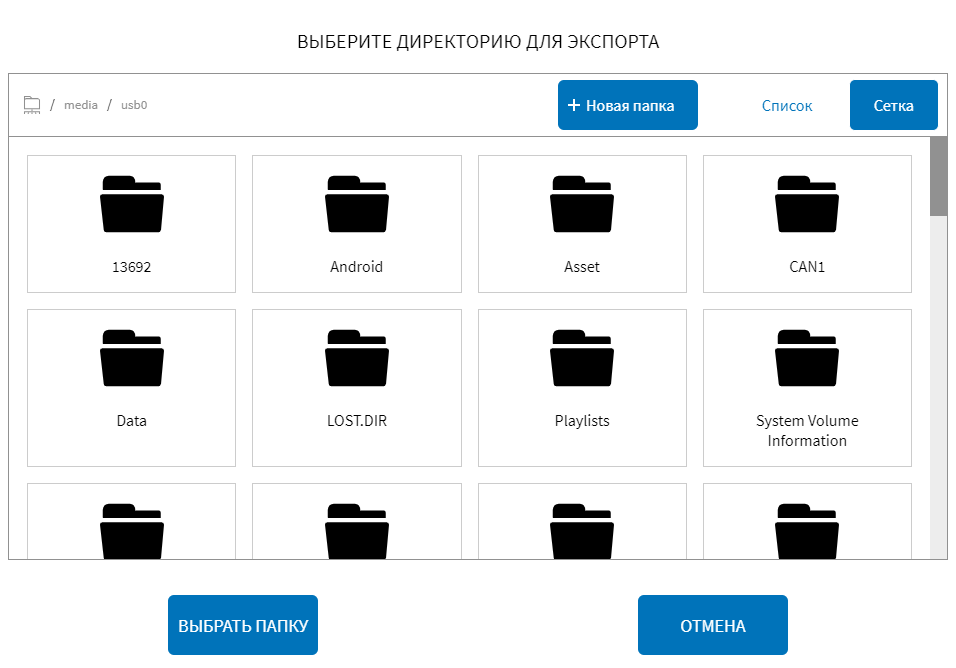 ВЫБЕРИТЕ ДИРЕКТОРИЮ ДЛЯ ЭКСПОРТА
/ media / usb0
+ Новая папка
Список
Сетка
13692
Android
Asset
CAN1
Data
LOST.DIR
Playlists
System Volume
Information
ВЫБРАТЬ ПАПКУ
ОТМЕНА